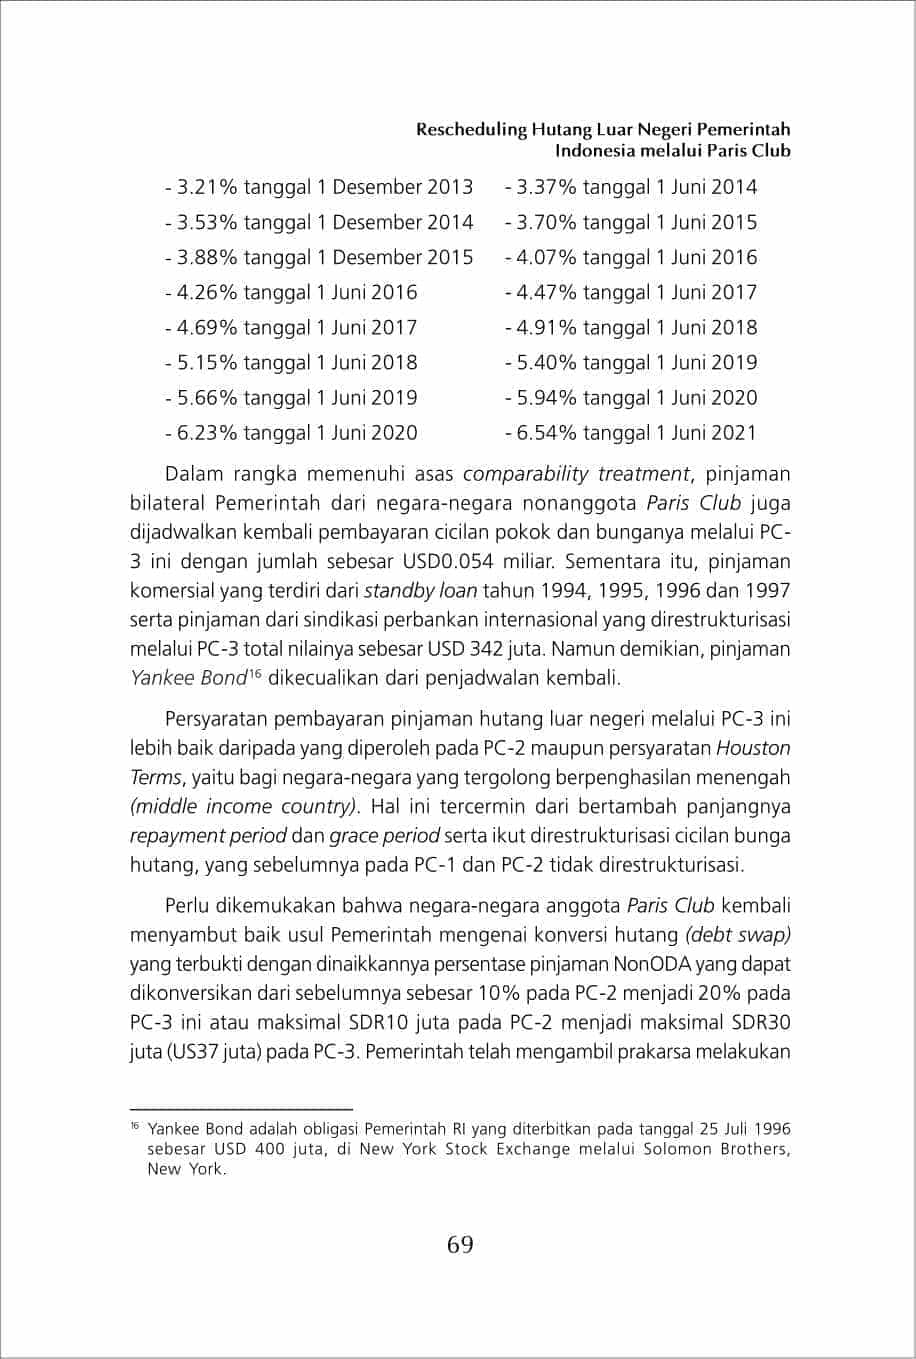 Rescheduling Hutang Luar Negeri Pemerintah
Indonesia melalui Paris Club
- 3.21% tanggal 1 Desember 2013 - 3.37% tanggal 1 Juni 2014
- 3.53% tanggal 1 Desember 2014 - 3.70% tanggal 1 Juni 2015
- 3.88% tanggal 1 Desember 2015 - 4.07% tanggal 1 Juni 2016
- 4.26% tanggal 1 Juni 2016 - 4.47% tanggal 1 Juni 2017
- 4.69% tanggal 1 Juni 2017 - 4.91% tanggal 1 Juni 2018
- 5.15% tanggal 1 Juni 2018 - 5.40% tanggal 1 Juni 2019
- 5.66% tanggal 1 Juni 2019 - 5.94% tanggal 1 Juni 2020
- 6.23% tanggal 1 Juni 2020 - 6.54% tanggal 1 Juni 2021
Dalam rangka memenuhi asas comparability treatment, pinjaman
bilateral Pemerintah dari negara-negara nonanggota Paris Club juga
dijadwalkan kembali pembayaran cicilan pokok dan bunganya melalui PC-
3 ini dengan jumlah sebesar USD0.054 miliar. Sementara itu, pinjaman
komersial yang terdiri dari standby loan tahun 1994, 1995, 1996 dan 1997
serta pinjaman dari sindikasi perbankan internasional yang direstrukturisasi
melalui PC-3 total nilainya sebesar USD 342 juta. Namun demikian, pinjaman
Yankee Bond16 dikecualikan dari penjadwalan kembali.
Persyaratan pembayaran pinjaman hutang luar negeri melalui PC-3 ini
lebih baik daripada yang diperoleh pada PC-2 maupun persyaratan Houston
Terms, yaitu bagi negara-negara yang tergolong berpenghasilan menengah
(middle income country). Hal ini tercermin dari bertambah panjangnya
repayment period dan grace period serta ikut direstrukturisasi cicilan bunga
hutang, yang sebelumnya pada PC-1 dan PC-2 tidak direstrukturisasi.
Perlu dikemukakan bahwa negara-negara anggota Paris Club kembali
menyambut baik usul Pemerintah mengenai konversi hutang (debt swap)
yang terbukti dengan dinaikkannya persentase pinjaman NonODA yang dapat
dikonversikan dari sebelumnya sebesar 10% pada PC-2 menjadi 20% pada
PC-3 ini atau maksimal SDR10 juta pada PC-2 menjadi maksimal SDR30
juta (US37 juta) pada PC-3. Pemerintah telah mengambil prakarsa melakukan
16 Yankee Bond adalah obligasi Pemerintah RI yang diterbitkan pada tanggal 25 Juli 1996
sebesar USD 400 juta, di New York Stock Exchange melalui Solomon Brothers,
New York.
69